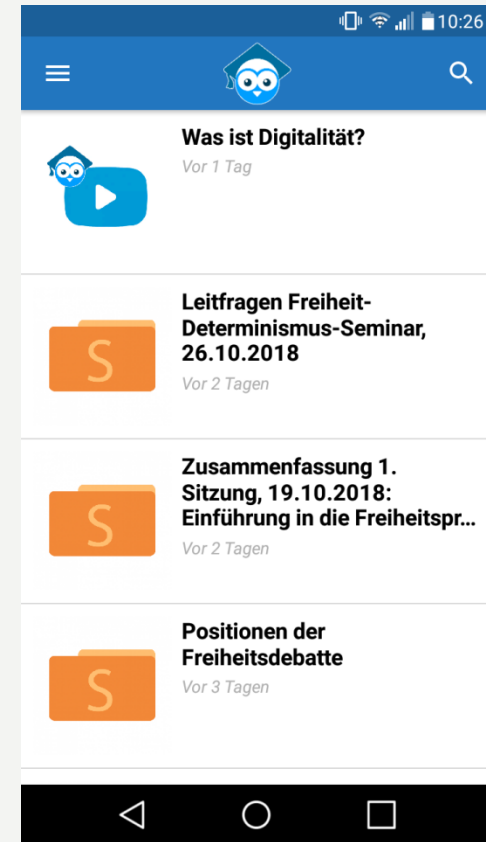 10:26
Was ist Digitalität?
Vor 1 Tag
Leitfragen Freiheit-
Determinismus-Seminar,
26.10.2018
Vor 2 Tagen
S
Zusammenfassung 1.
Sitzung, 19.10.2018:
Einführung in die Freiheitspr...
Vor 2 Tagen
S
Positionen der
Freiheitsdebatte
Vor 3 Tagen
S